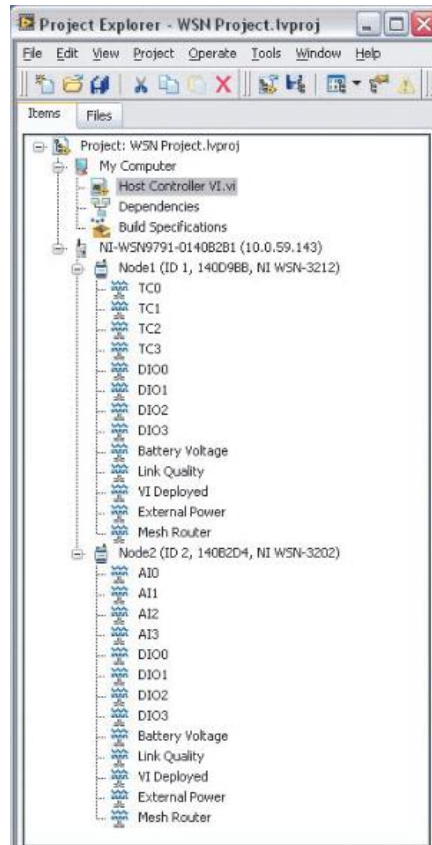 Project Explorer - WSN Project.lvproj
File Edit View Project Operate Tools Window Help
Items Files
Project: WSN Project.lvproj
My Computer
Host Controller VI.vi
Dependencies
Build Specifications
NI-WSN9791-0140B2B1 (10.0.59.143)
Node1 (ID 1, 140D9BB, NI WSN-3212)
TC0
TC1
TC2
TC3
DIO0
DIO1
DIO2
DIO3
Battery Voltage
Link Quality
VI Deployed
External Power
Mesh Router
Node2 (ID 2, 140B2D4, NI WSN-3202)
AI0
AI1
AI2
AI3
DIO0
DIO1
DIO2
DIO3
Battery Voltage
Link Quality
VI Deployed
External Power
Mesh Router